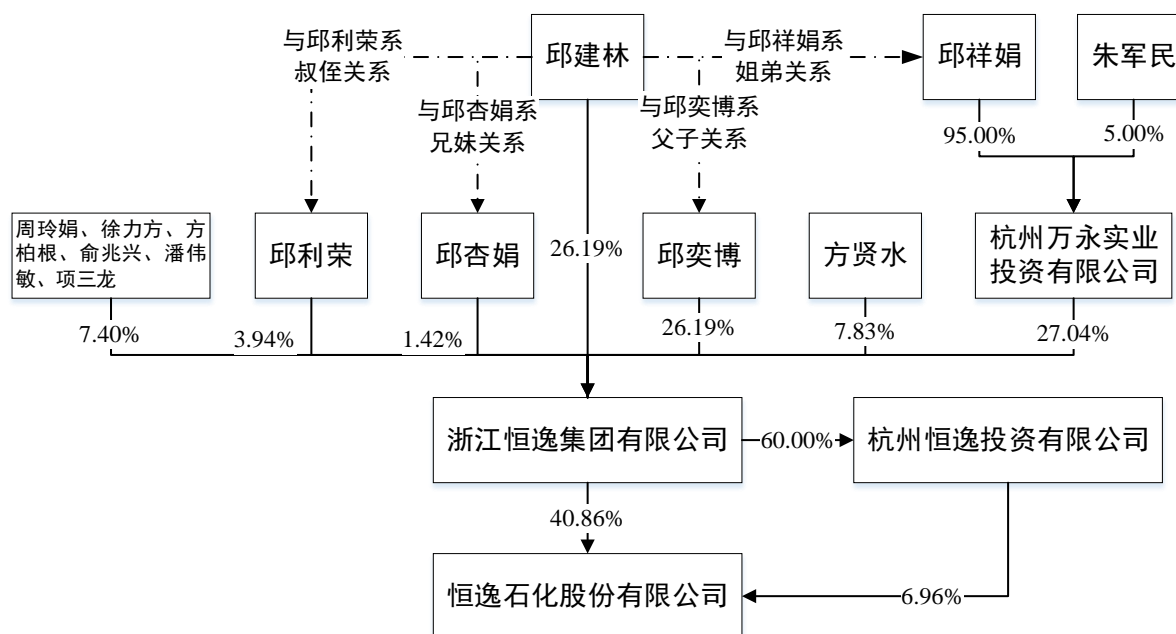 与邱利荣系
叔侄关系
邱建林
与邱祥娟系
姐弟关系
邱祥娟
朱军民
与邱杏娟系
兄妹关系
与邱奕博系
父子关系
95.00%
5.00%
周玲娟、徐力方、方
柏根、俞兆兴、潘伟
敏、项三龙
邱利荣
邱杏娟
26.19%
邱奕博
方贤水
杭州万永实业
投资有限公司
7.40%
3.94%
1.42%
26.19%
7.83%
27.04%
浙江恒逸集团有限公司
60.00%
杭州恒逸投资有限公司
40.86%
恒逸石化股份有限公司
6.96%